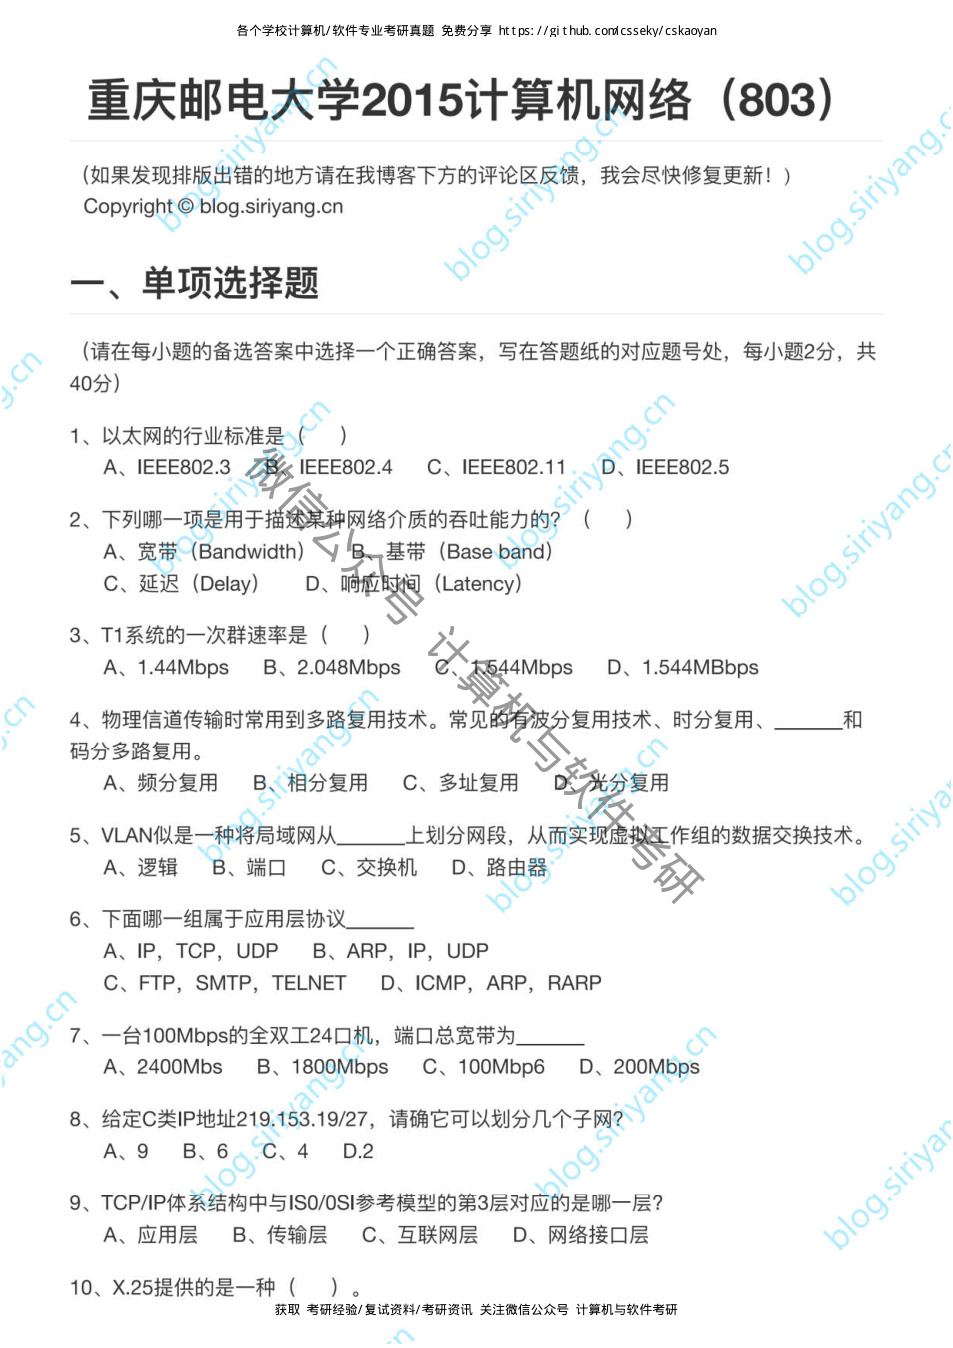 各个学校计算机/软件专业考研真题 免费分享 https://github.com/csseky/cskaoyan
重庆邮电大学2015计算机网络（803）
（如果发现排版出错的地方请在我博客下方的评论区反馈，我会尽快修复更新！）
Copyright © blog.siriyang.cn
一、单项选择题
（请在每小题的备选答案中选择一个正确答案，写在答题纸的对应题号处，每小题2分，共
40分）
1、以太网的行业标准是（ ）
A、IEEE802.3 B、IEEE802.4 C、IEEE802.11 D、IEEE802.5
2、下列哪一项是用于描述某种网络介质的吞吐能力的？（ ）
A、宽带（Bandwidth） B、基带（Base band）
C、延迟（Delay） D、响应时间（Latency）
3、T1系统的一次群速率是（ ）
A、1.44Mbps B、2.048Mbps C、1.544Mbps D、1.544MBbps
4、物理信道传输时常用到多路复用技术。常见的有波分复用技术、时分复用、______和
码分多路复用。
A、频分复用 B、相分复用 C、多址复用 D、光分复用
5、VLAN似是一种将局域网从______上划分网段，从而实现虚拟工作组的数据交换技术。
A、逻辑 B、端口 C、交换机 D、路由器
6、下面哪一组属于应用层协议______
A、IP，TCP，UDP B、ARP，IP，UDP
C、FTP，SMTP，TELNET D、ICMP，ARP，RARP
7、一台100Mbps的全双工24口机，端口总宽带为______
A、2400Mbs B、1800Mbps C、100Mbp6 D、200Mbps
8、给定C类IP地址219.153.19/27，请确它可以划分几个子网？
A、9 B、6 C、4 D.2
9、TCP/IP体系结构中与IS0/0SI参考模型的第3层对应的是哪一层？
A、应用层 B、传输层 C、互联网层 D、网络接口层
10、X.25提供的是一种（ ）。
获取 考研经验/复试资料/考研资讯 关注微信公众号 计算机与软件考研
微信公众号 计算机与软件考研
blog.siriyang.cn